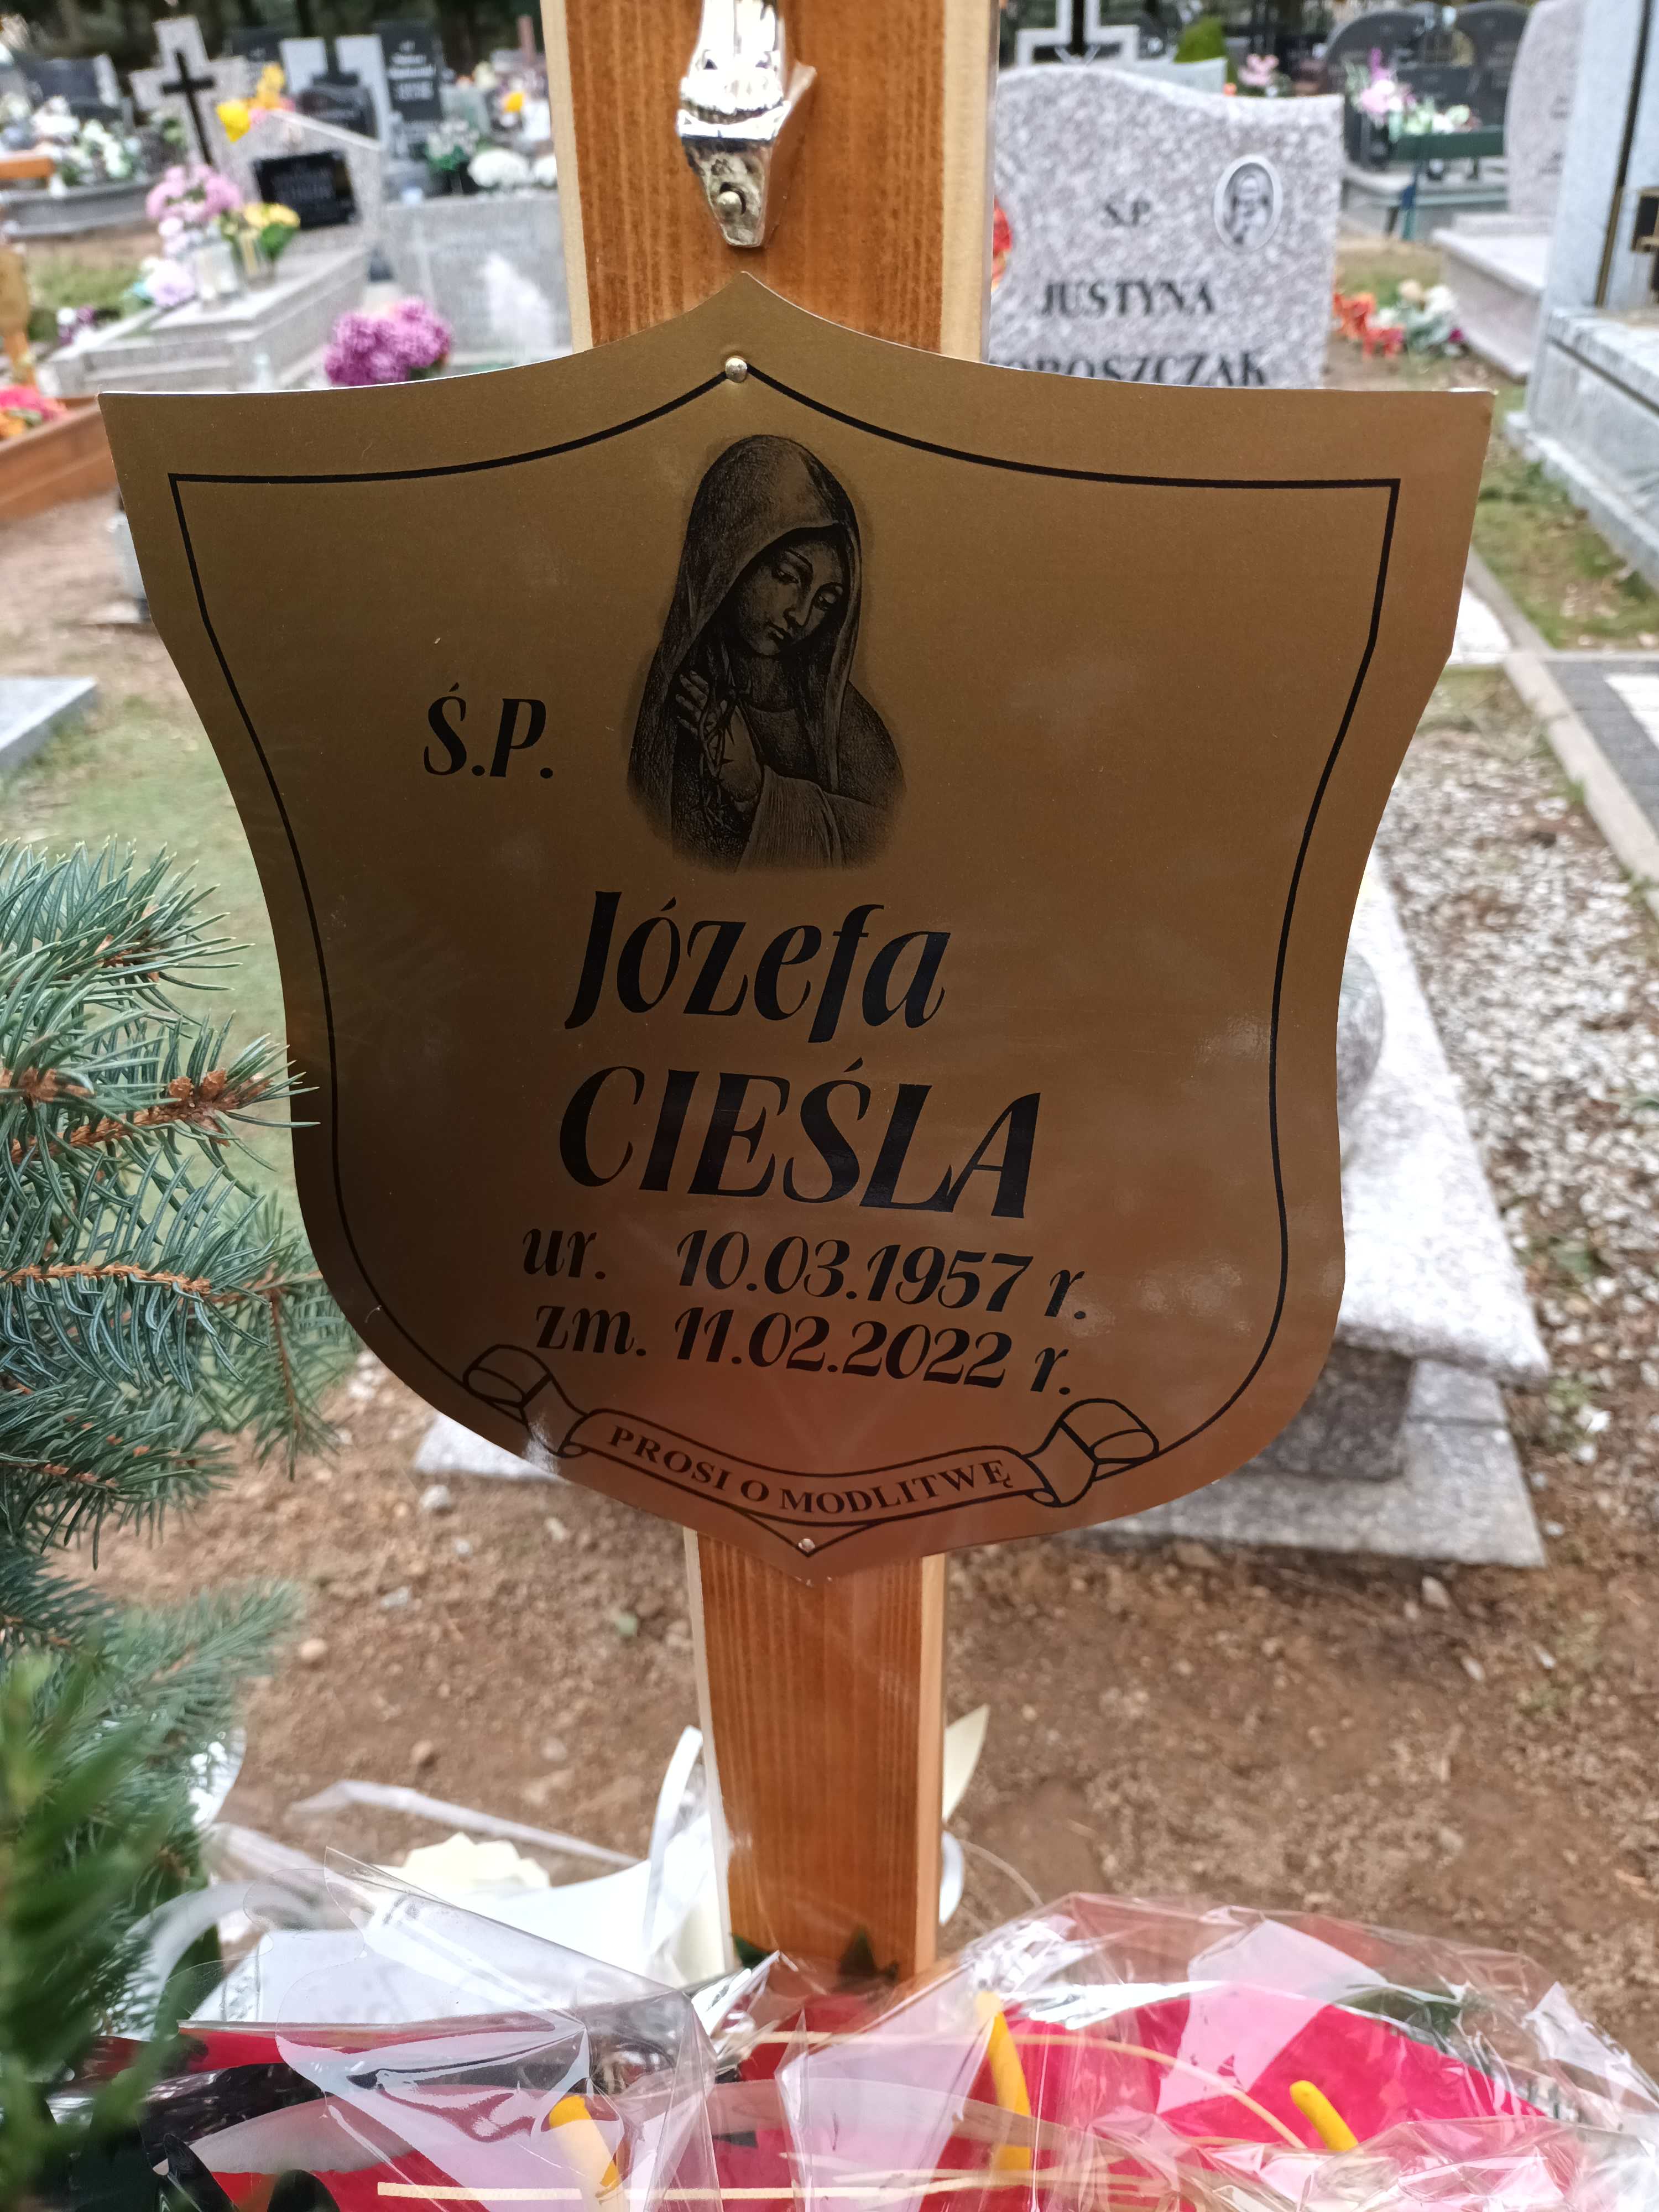 Ś.P.
JUSTYNA
Ś.P.
Józefa
CIEŚLA
ur. 10.03.1957 r.
zm. 11.02.2022 r.
PROSI O MODLITWĘ